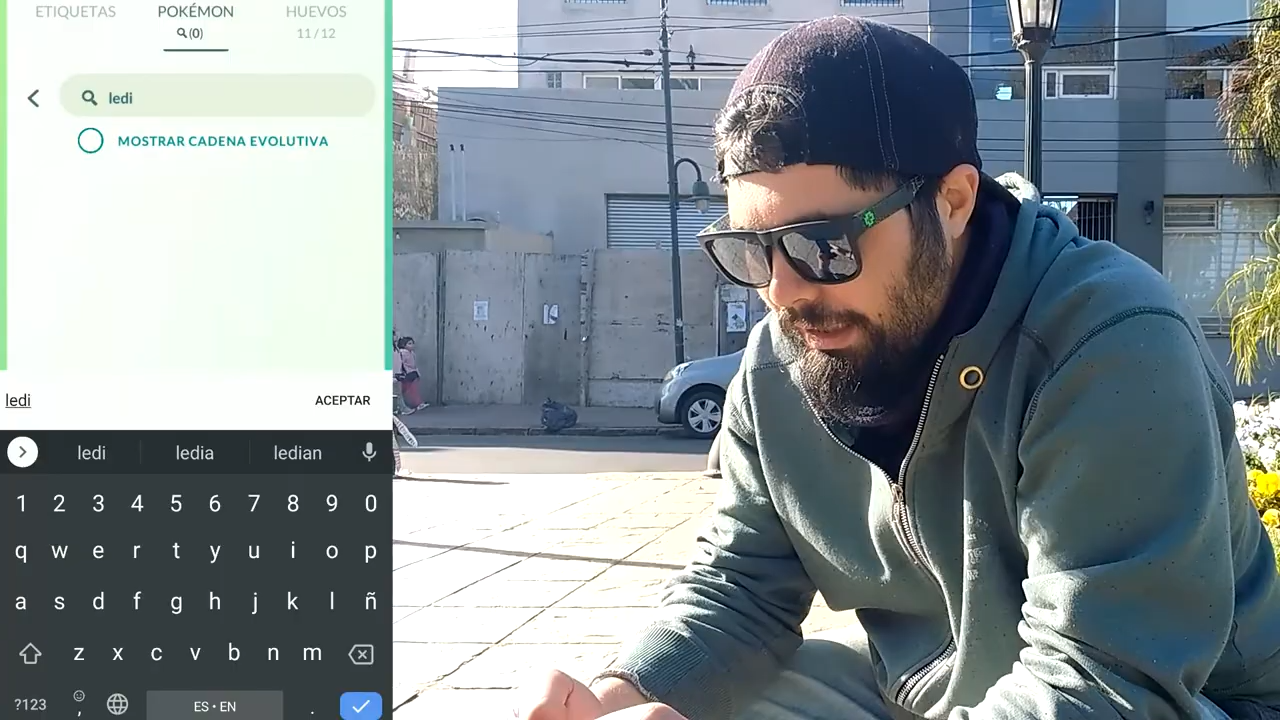 ETIQUETAS POKÉMON HUEVOS
(0) 11 / 12
ledi
MOSTRAR CADENA EVOLUTIVA
ledi ACEPTAR
ledi ledia ledian
1 2 3 4 5 6 7 8 9 0
q w e r t y u i o p
a s d f g h j k l ñ
z x c v b n m
?123 , ES • EN .